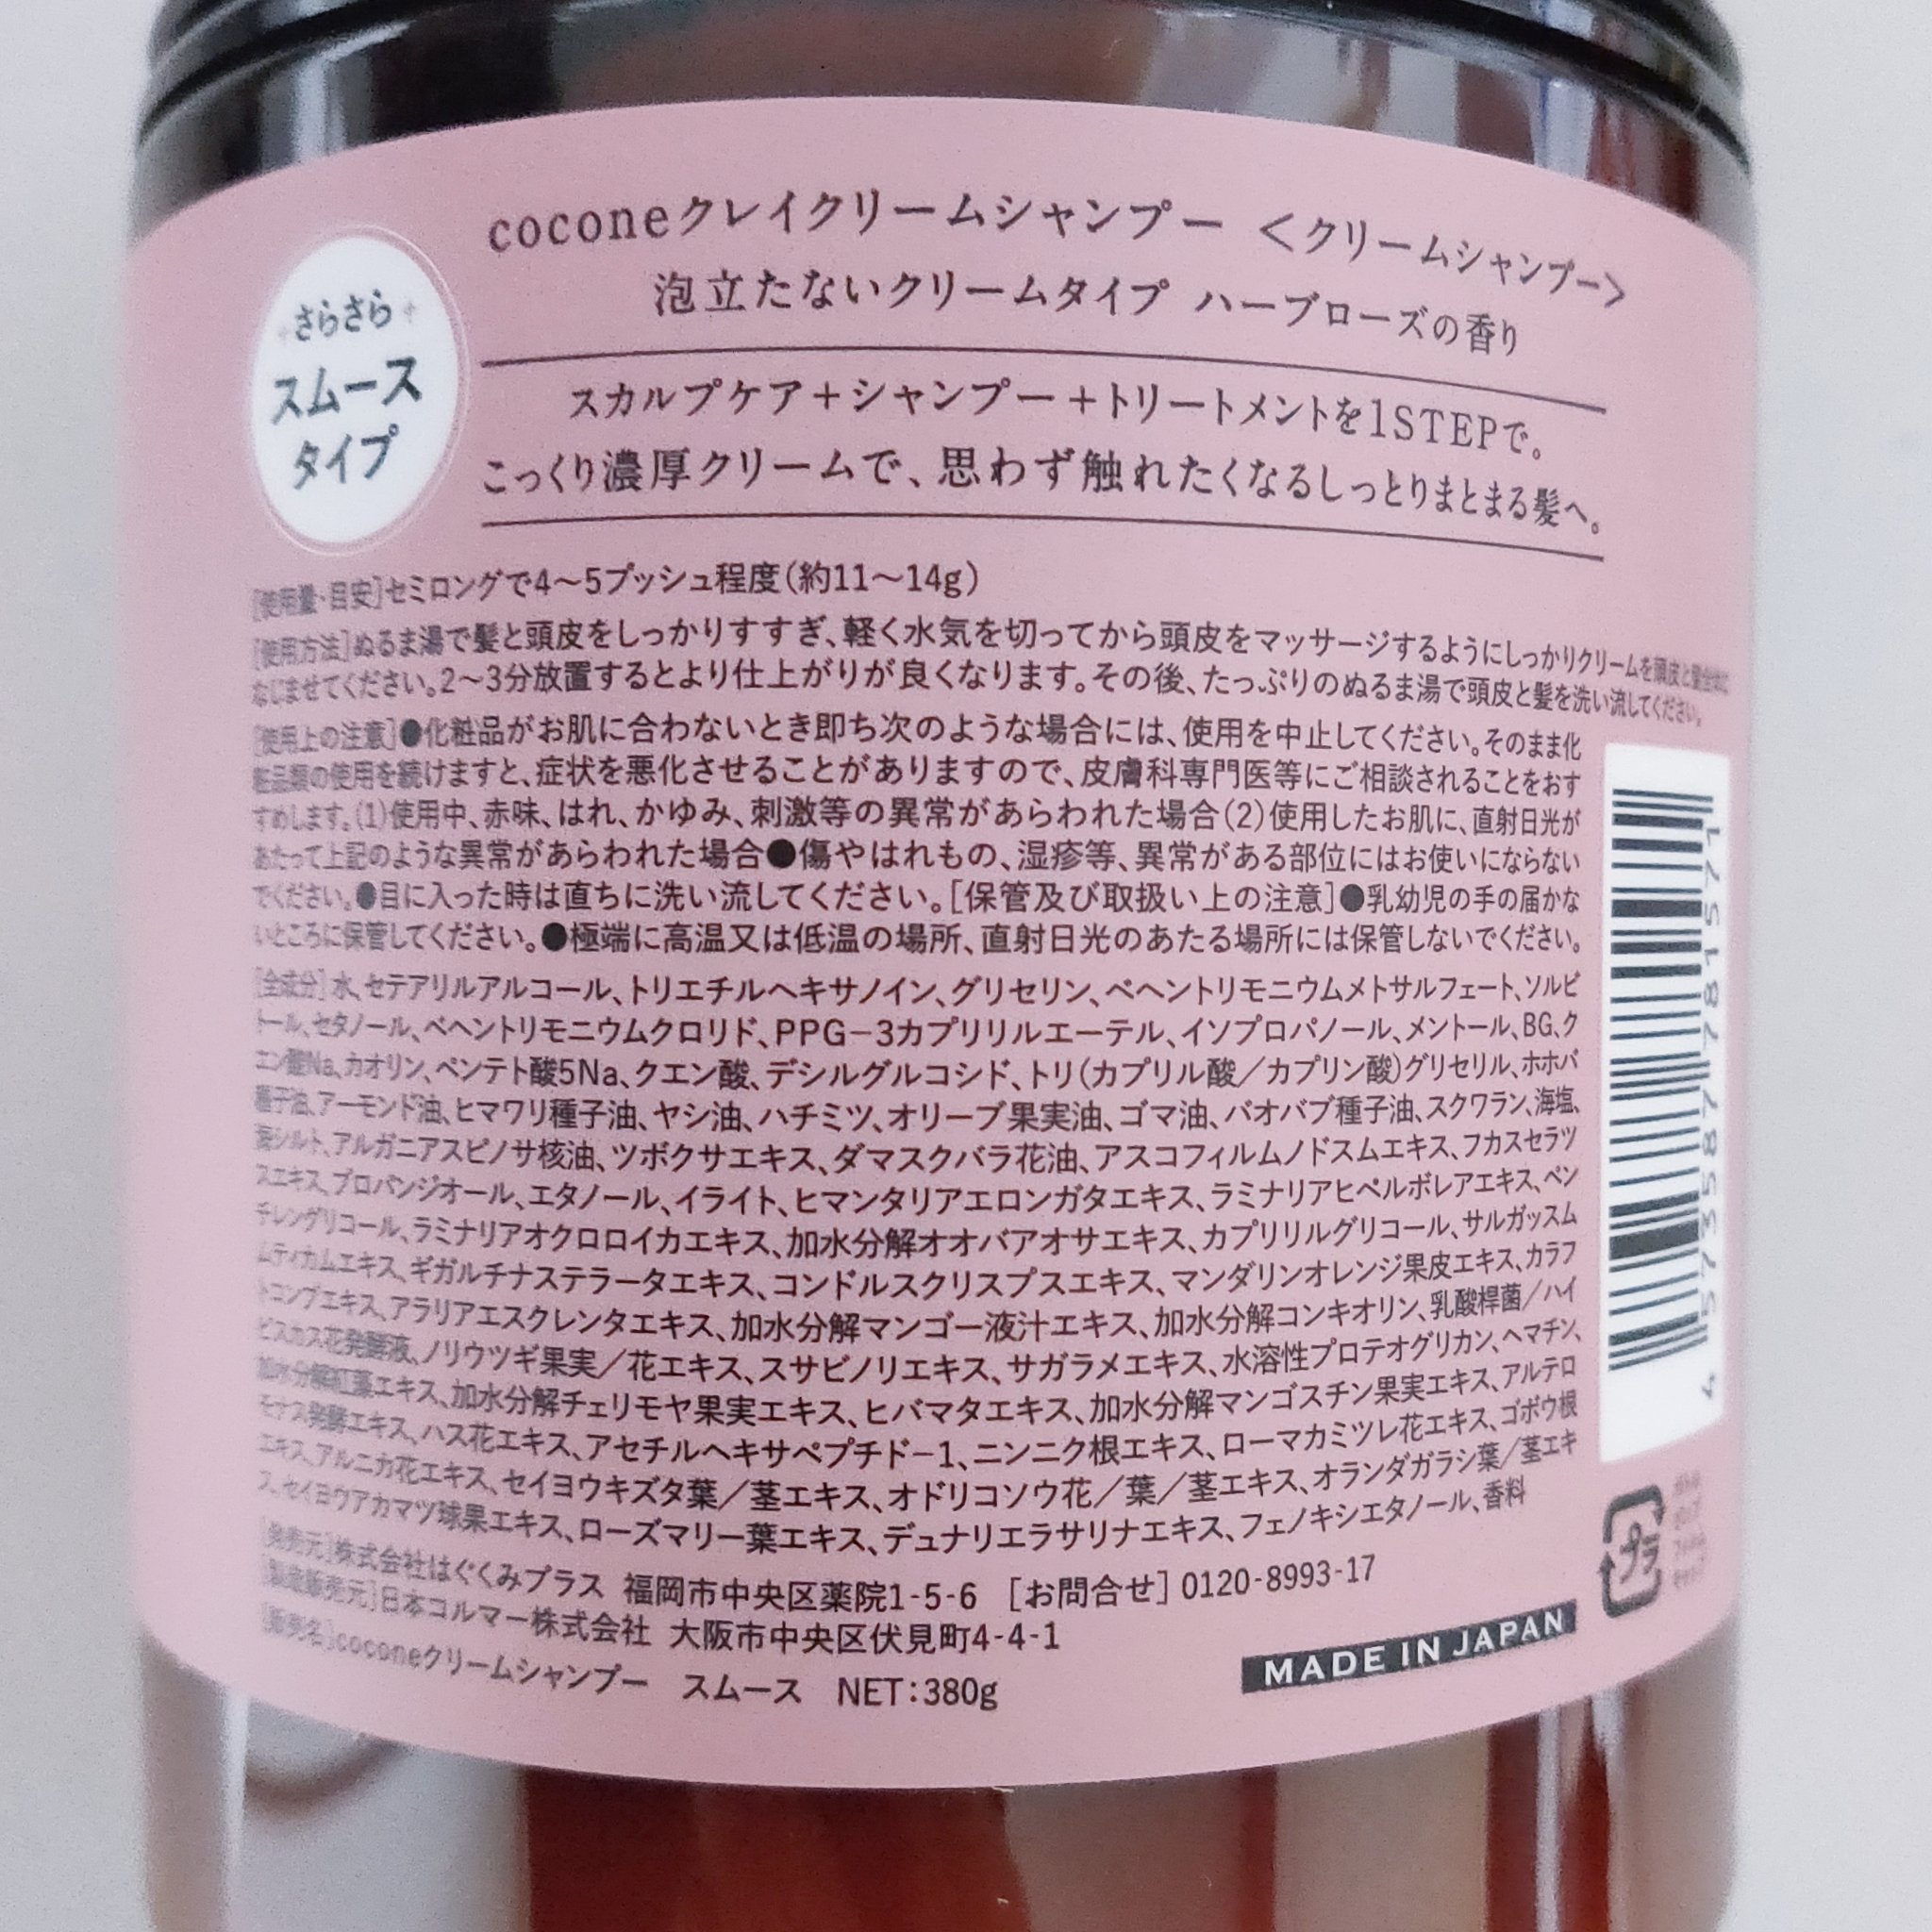 coconeクレイクリームシャンプー <クリームシャンプー>
泡立たないクリームタイプ ハーブローズの香り
さらさら
スムース
タイプ
スカルプケア+シャンプー+トリートメントを1STEPで。
こっくり濃厚クリームで、思わず触れたくなるしっとりまとまる髪へ。
[使用量・目安]セミロングで4〜5プッシュ程度(約11〜14g)
[使用方法]ぬるま湯で髪と頭皮をしっかりすすぎ、軽く水気を切ってから頭皮をマッサージするようにしっかりクリームを頭皮と髪全体に
なじませてください。2〜3分放置するとより仕上がりが良くなります。その後、たっぷりのぬるま湯で頭皮と髪を洗い流してください。
[使用上の注意]●化粧品がお肌に合わないとき即ち次のような場合には、使用を中止してください。そのまま化
粧品類の使用を続けますと、症状を悪化させることがありますので、皮膚科専門医等にご相談されることをおす
すめします。(1)使用中、赤味、はれ、かゆみ、刺激等の異常があらわれた場合(2)使用したお肌に、直射日光が
あたって上記のような異常があらわれた場合●傷やはれもの、湿疹等、異常がある部位にはお使いにならない
でください。●目に入った時は直ちに洗い流してください。[保管及び取扱い上の注意]●乳幼児の手の届かな
いところに保管してください。●極端に高温又は低温の場所、直射日光のあたる場所には保管しないでください。
[全成分]水、セテアリルアルコール、トリエチルヘキサノイン、グリセリン、ベヘントリモニウムメトサルフェート、ソルビ
トール、セタノール、ベヘントリモニウムクロリド、PPG-3カプリリルエーテル、イソプロパノール、メントール、BG、ク
エン酸Na、カオリン、ペンテト酸5Na、クエン酸、デシルグルコシド、トリ(カプリル酸/カプリン酸)グリセリル、ホホバ
種子油、アーモンド油、ヒマワリ種子油、ヤシ油、ハチミツ、オリーブ果実油、ゴマ油、バオバブ種子油、スクワラン、海塩、
海シルト、アルガニアスピノサ核油、ツボクサエキス、ダマスクバラ花油、アスコフィルムノドスムエキス、フカスセラツ
スエキス、プロパンジオール、エタノール、イライト、ヒマンタリアエロンガタエキス、ラミナリアヒペルボレアエキス、ペン
チレングリコール、ラミナリアオクロロイカエキス、加水分解オオバアオサエキス、カプリリルグリコール、サルガッスム
ムティカムエキス、ギガルチナステラータエキス、コンドルスクリスプスエキス、マンダリンオレンジ果皮エキス、カラフ
トコンブエキス、アラリアエスクレンタエキス、加水分解マンゴー液汁エキス、加水分解コンキオリン、乳酸桿菌/ハイ
ビスカス花発酵液、ノリウツギ果実/花エキス、スサビノリエキス、サガラメエキス、水溶性プロテオグリカン、ヘマチン、
加水分解紅藻エキス、加水分解チェリモヤ果実エキス、ヒバマタエキス、加水分解マンゴスチン果実エキス、アルテロ
モナス発酵エキス、ハス花エキス、アセチルヘキサペプチド-1、ニンニク根エキス、ローマカミツレ花エキス、ゴボウ根
エキス、アルニカ花エキス、セイヨウキズタ葉/茎エキス、オドリコソウ花/葉/茎エキス、オランダガラシ葉/茎エキ
ス、セイヨウアカマツ球果エキス、ローズマリー葉エキス、デュナリエラサリナエキス、フェノキシエタノール、香料
[発売元]株式会社はぐくみプラス 福岡市中央区薬院1-5-6 [お問合せ]0120-8993-17
[製造販売元]日本コルマー株式会社 大阪市中央区伏見町4-4-1
[販売名]coconeクリームシャンプー スムース NET:380g
MADE IN JAPAN
プラ